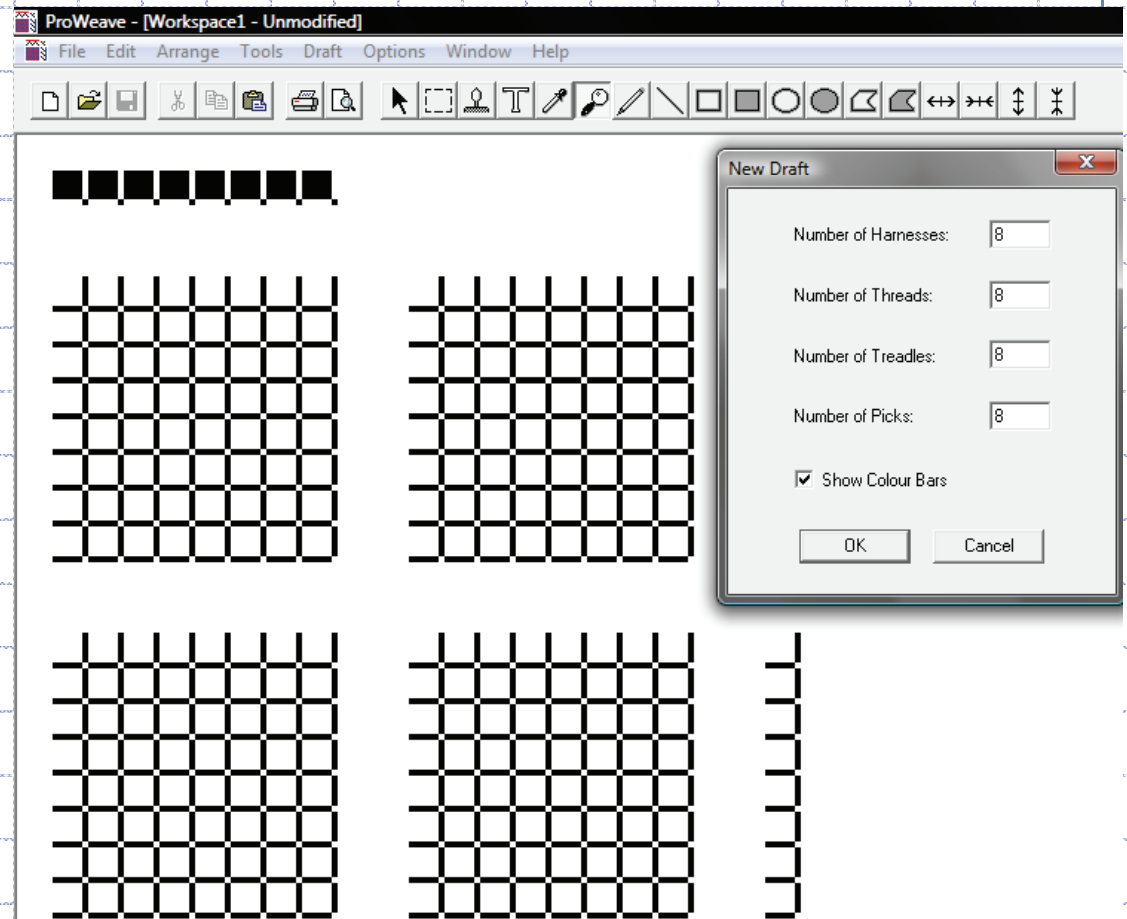 ProWeave - [Workspace1 - Unmodified]
File Edit Arrange Tools Draft Options Window Help
T
New Draft
Number of Harnesses: 8
Number of Threads: 8
Number of Treadles: 8
Number of Picks: 8
Show Colour Bars
OK Cancel